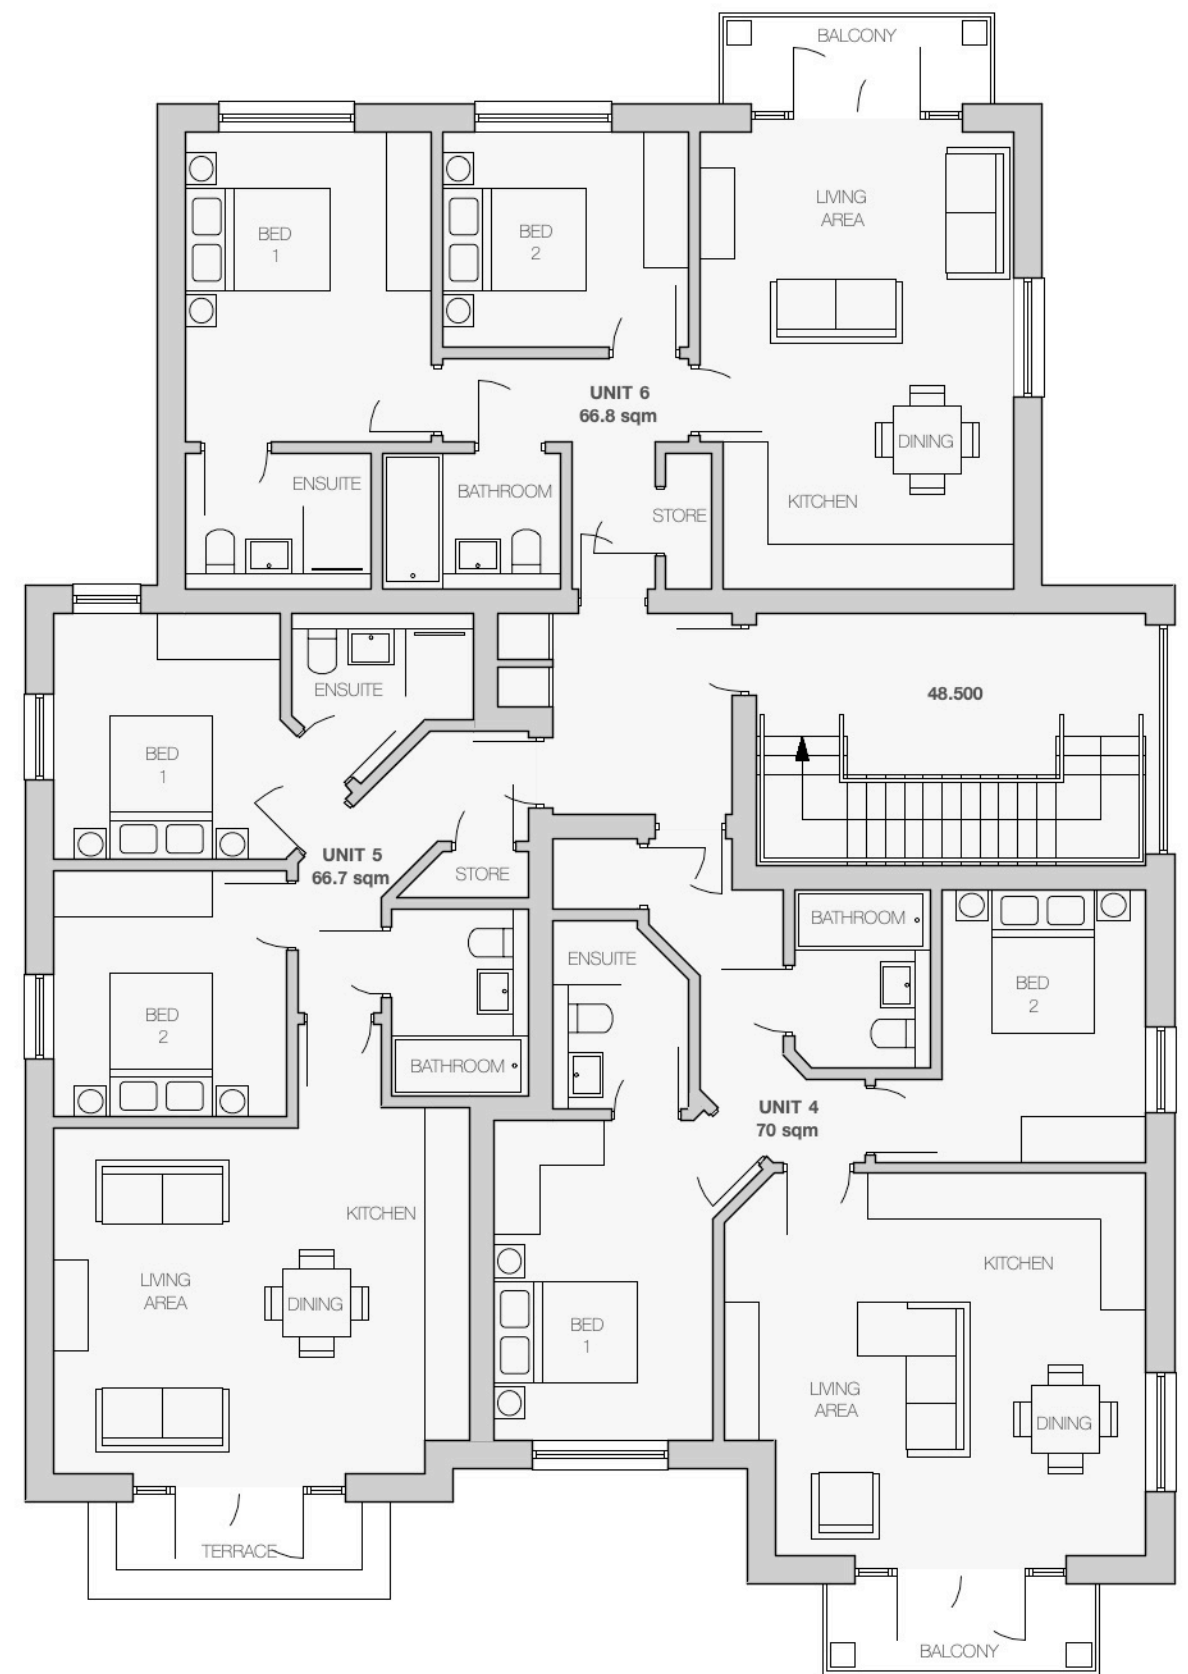 BALCONY
LIVING
AREA
BED
1
BED
2
UNIT 6
66.8 sqm
DINING
ENSUITE
BATHROOM
STORE
KITCHEN
ENSUITE
48.500
BED
1
UNIT 5
66.7 sqm
STORE
BATHROOM
ENSUITE
BED
2
BED
2
BATHROOM
UNIT 4
70 sqm
KITCHEN
LIVING
AREA
DINING
KITCHEN
BED
1
LIVING
AREA
DINING
TERRACE
BALCONY